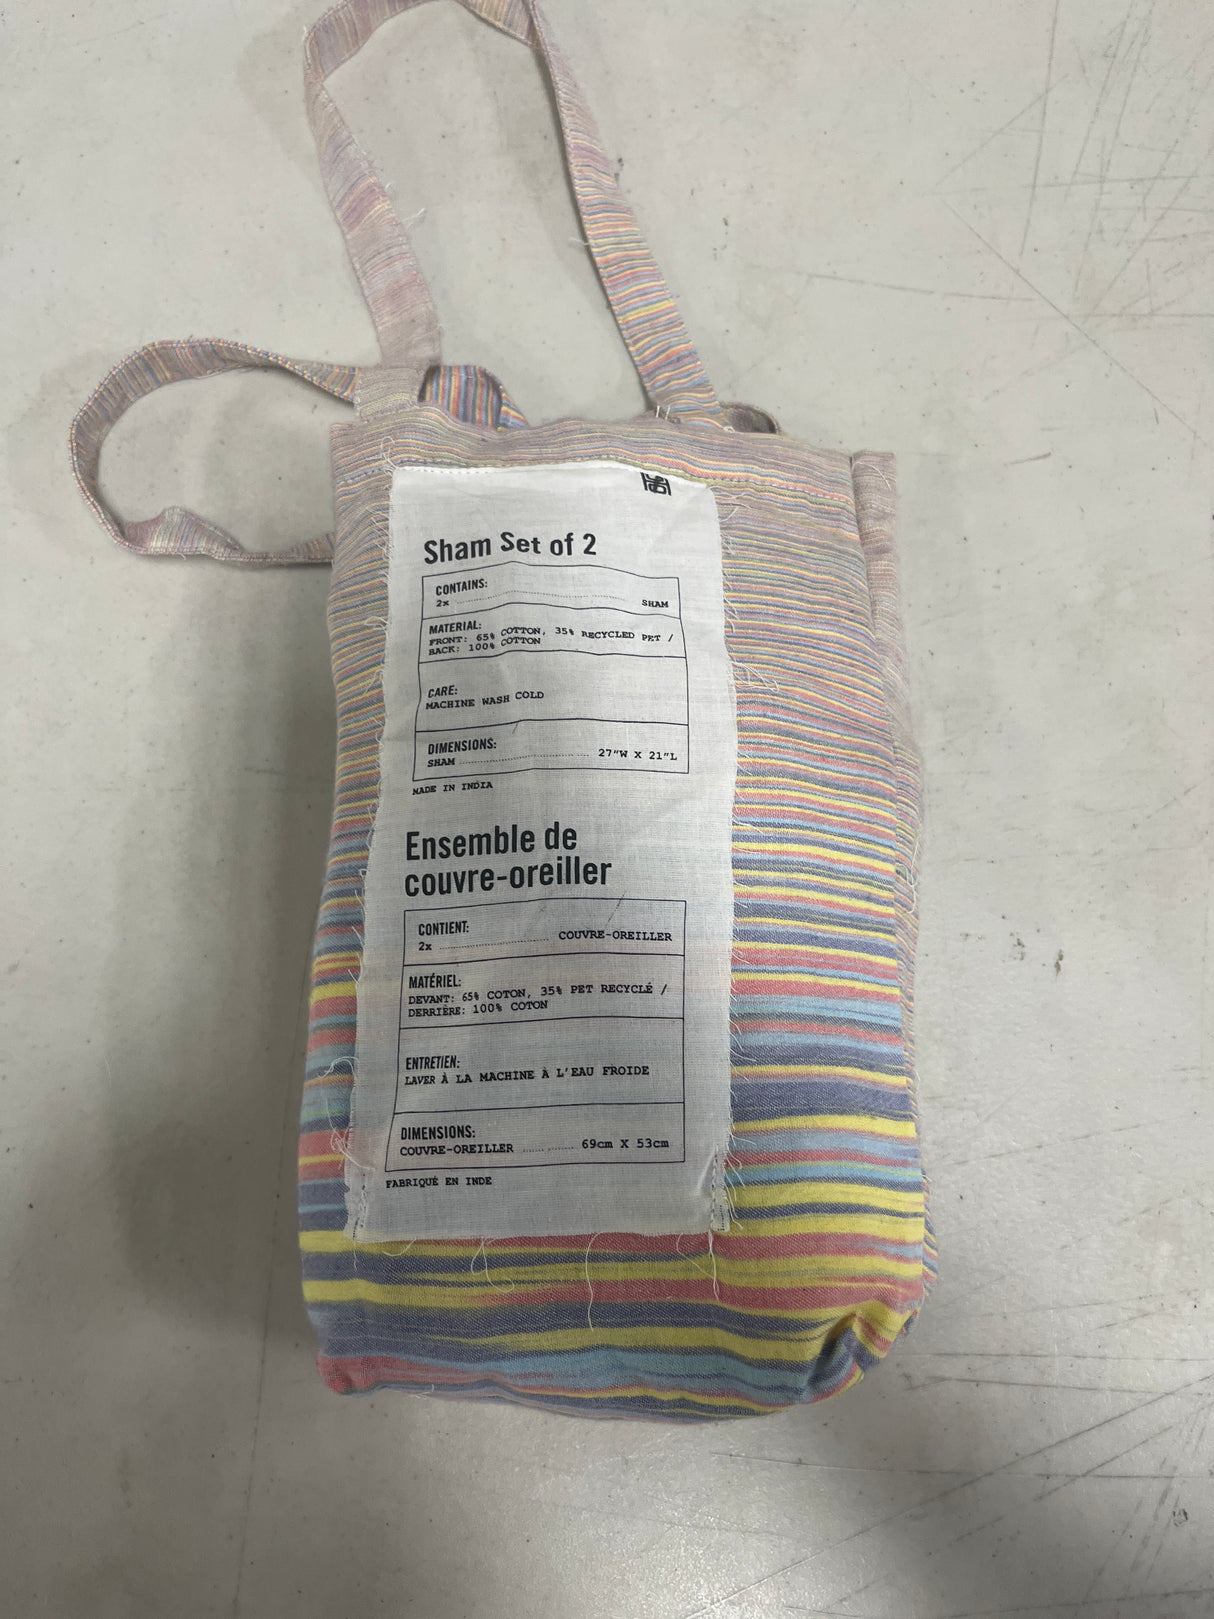 Sham Set of 2
CONTAINS:
2x ........ SHAM
MATERIAL:
FRONT: 65% COTTON, 35% RECYCLED PET /
BACK: 100% COTTON
CARE:
MACHINE WASH COLD
DIMENSIONS:
SHAM ........ 27"W X 21"L
MADE IN INDIA
Ensemble de
couvre-oreiller
CONTIENT:
2x ........ COUVRE-OREILLER
MATÉRIEL:
DEVANT: 65% COTON, 35% PET RECYCLÉ /
DERRIÈRE: 100% COTON
ENTRETIEN:
LAVER À LA MACHINE À L'EAU FROIDE
DIMENSIONS:
COUVRE-OREILLER ........ 69cm X 53cm
FABRIQUÉ EN INDE